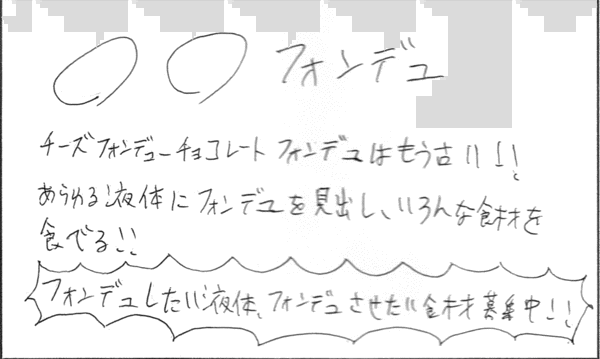 〇〇フォンデュ
チーズフォンデューチョコレートフォンデュはもう古い!!
あらゆる液体にフォンデュを見出し、いろんな食材を
食べる!!
フォンデュしたい液体、フォンデュさせたい食材募集中!!